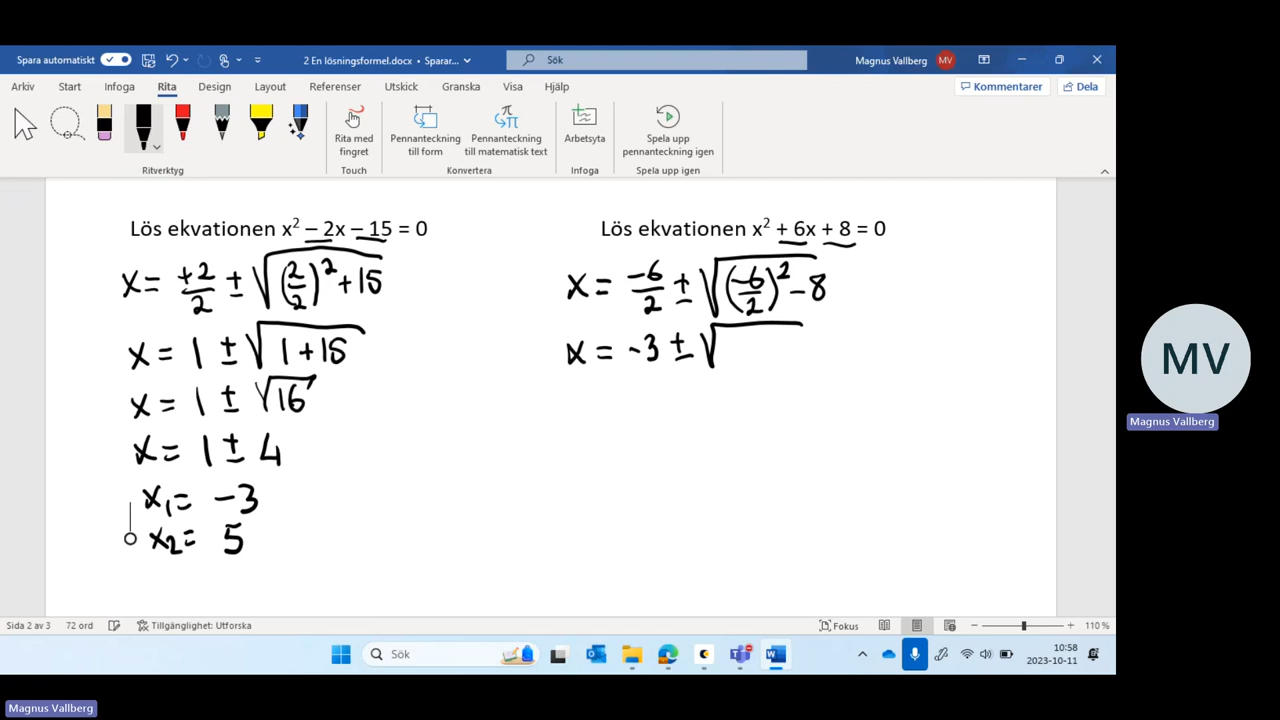 Spara automatiskt
2 En lösningsformel.docx • Sparar...
Sök
Magnus Vallberg MV
Arkiv Start Infoga Rita Design Layout Referenser Utskick Granska Visa Hjälp
Kommentarer Dela
Rita med fingret
Pennanteckning till form
Pennanteckning till matematisk text
Arbetsyta
Spela upp pennanteckning igen
Ritverktyg Touch Konvertera Infoga Spela upp igen
Lös ekvationen x² – 2x – 15 = 0
x = +2/2 ± √((2/2)² + 15)
x = 1 ± √(1 + 15)
x = 1 ± √16
x = 1 ± 4
x₁ = -3
x₂ = 5
Lös ekvationen x² + 6x + 8 = 0
x = -6/2 ± √((-6/2)² - 8)
x = -3 ± √
MV
Magnus Vallberg
Sida 2 av 3 72 ord Tillgänglighet: Utforska
Fokus 110 %
Sök
10:58
2023-10-11
Magnus Vallberg